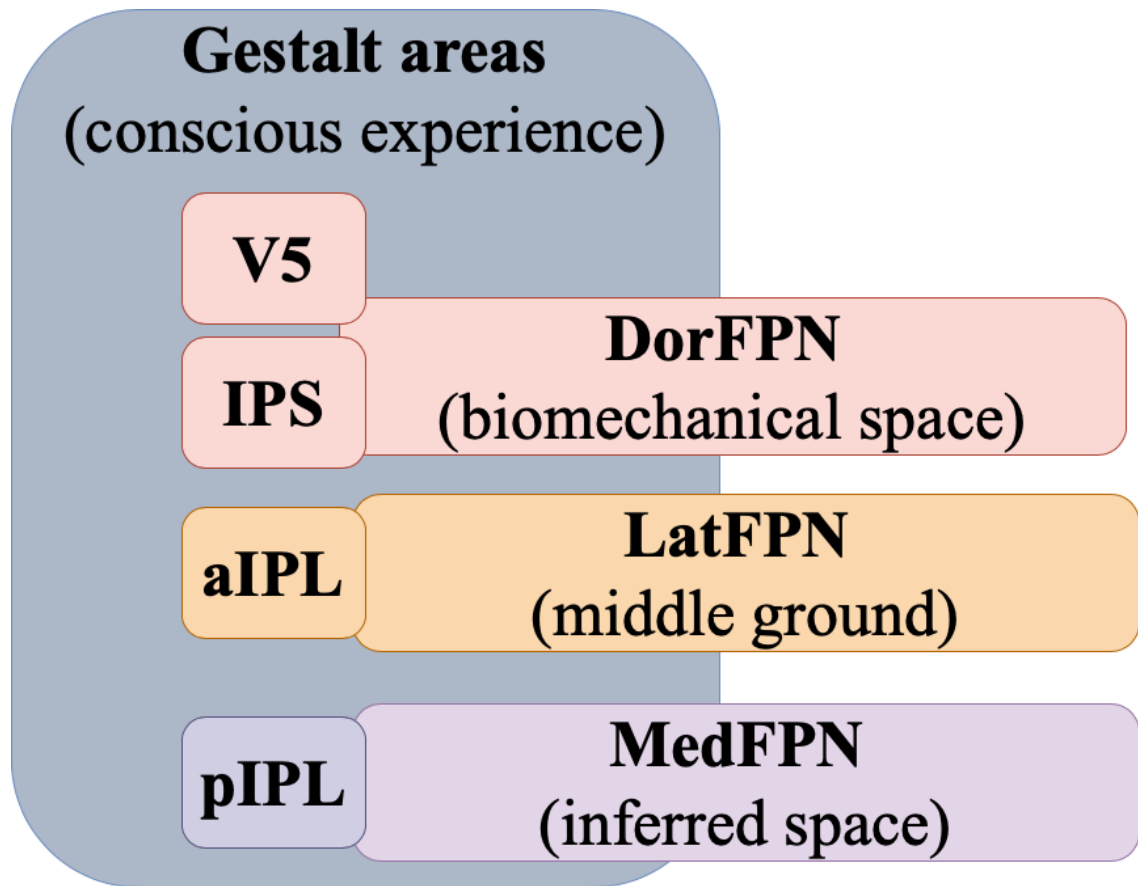 Gestalt areas
(conscious experience)
V5
DorFPN
IPS
(biomechanical space)
LatFPN
aIPL
(middle ground)
MedFPN
pIPL
(inferred space)